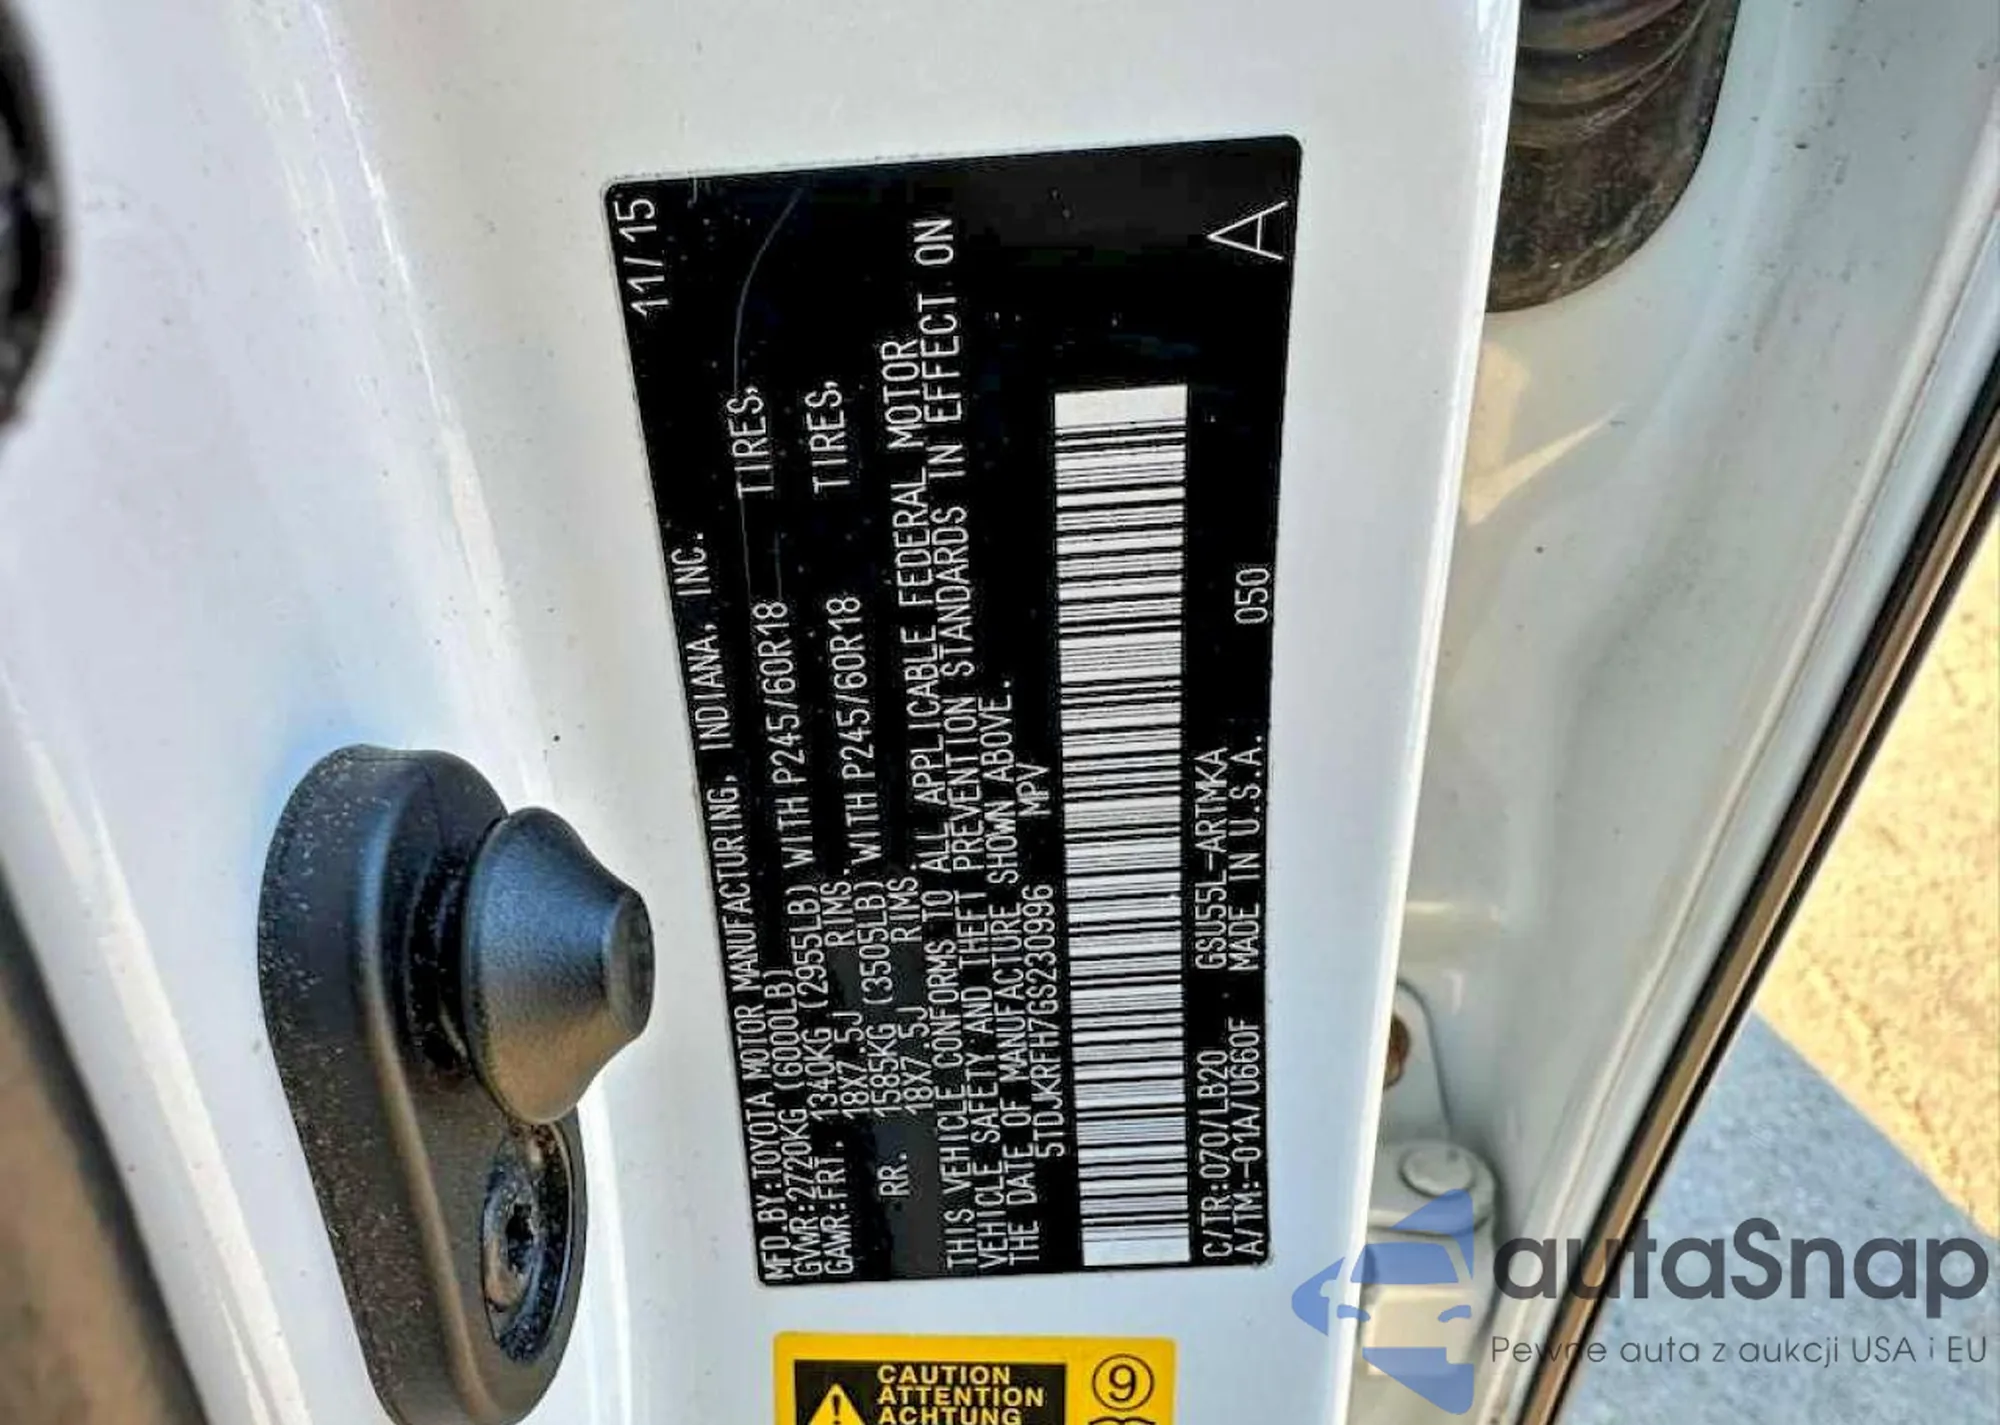 11/15
MFD.BY:TOYOTA MOTOR MANUFACTURING, INDIANA, INC.
GVWR:2720KG(6000LB)
GAWR:FRT. 1340KG (2955LB) WITH P245/60R18 TIRES,
18X7.5J RIMS.
RR. 1585KG (3505LB) WITH P245/60R18 TIRES,
18X7.5J RIMS.
THIS VEHICLE CONFORMS TO ALL APPLICABLE FEDERAL MOTOR
VEHICLE SAFETY AND THEFT PREVENTION STANDARDS IN EFFECT ON
THE DATE OF MANUFACTURE SHOWN ABOVE.
5TDJKRFH7GS230996 MPV
C/TR:070/LB20 GSU55L-ARTMKA
A/TM:-01A/U660F MADE IN U.S.A. 050 A
CAUTION
ATTENTION
ACHTUNG
9
autaSnap
Pewne auta z aukcji USA i EU